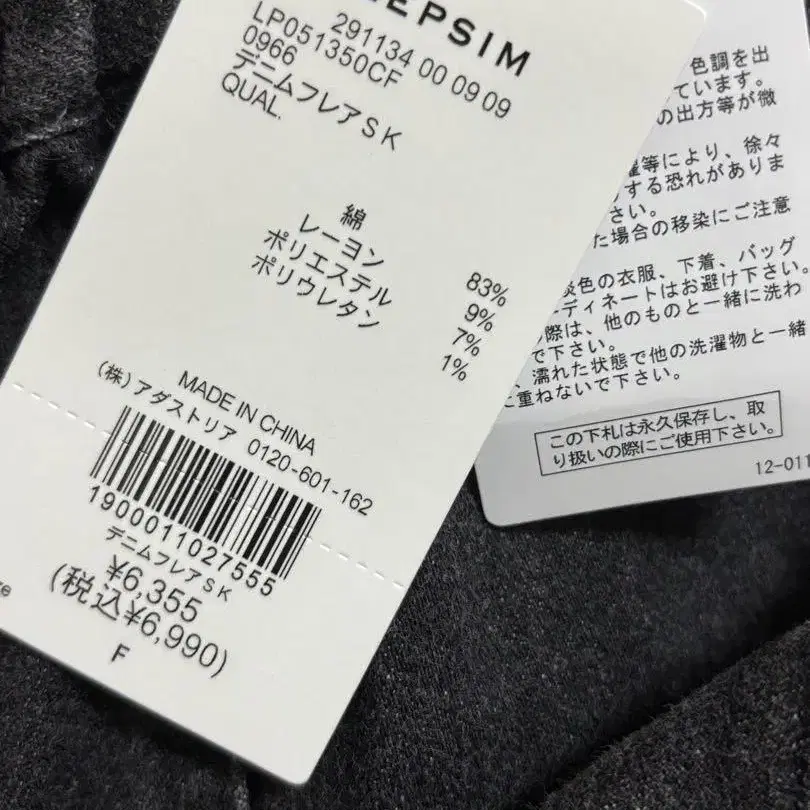 EPSIM
291134 00 09 09
LP051350CF
0966
デニムフレアＳＫ
QUAL.
綿 83%
レーヨン 9%
ポリエステル 7%
ポリウレタン 1%
MADE IN CHINA
(株)アダストリア 0120-601-162
1900011027555
デニムフレアＳＫ
¥6,355
(税込¥6,990)
F
色調を出
ています。
の出方等が微
等により、徐々
する恐れがありま
さい。
た場合の移染にご注意
淡色の衣服、下着、バッグ
ーディネートはお避け下さい。
の際は、他のものと一緒に洗わ
で下さい。
、濡れた状態で他の洗濯物と一緒
に重ねないで下さい。
この下札は永久保存し、取
り扱いの際にご使用下さい。
12-011